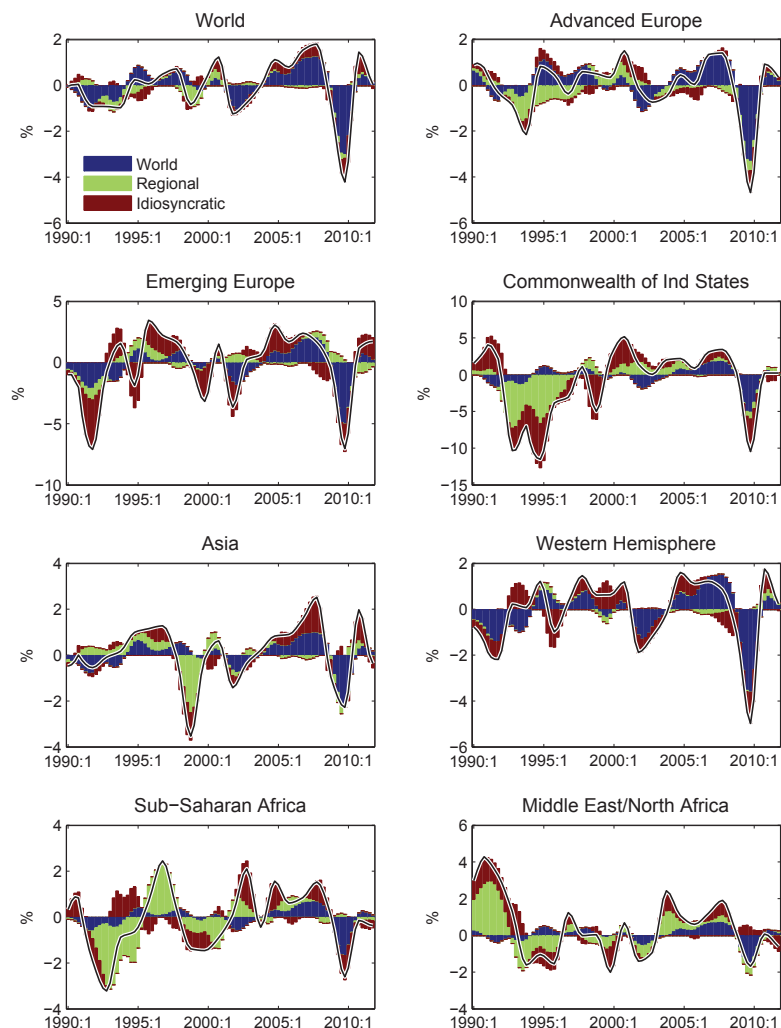 World
2
0
−2
−4
−6
%
World
Regional
Idiosyncratic
1990:1 1995:1 2000:1 2005:1 2010:1
Advanced Europe
2
0
−2
−4
−6
%
1990:1 1995:1 2000:1 2005:1 2010:1
Emerging Europe
5
0
−5
−10
%
1990:1 1995:1 2000:1 2005:1 2010:1
Commonwealth of Ind States
10
5
0
−5
−10
−15
%
1990:1 1995:1 2000:1 2005:1 2010:1
Asia
4
2
0
−2
−4
%
1990:1 1995:1 2000:1 2005:1 2010:1
Western Hemisphere
2
0
−2
−4
−6
%
1990:1 1995:1 2000:1 2005:1 2010:1
Sub−Saharan Africa
4
2
0
−2
−4
%
1990:1 1995:1 2000:1 2005:1 2010:1
Middle East/North Africa
6
4
2
0
−2
−4
%
1990:1 1995:1 2000:1 2005:1 2010:1